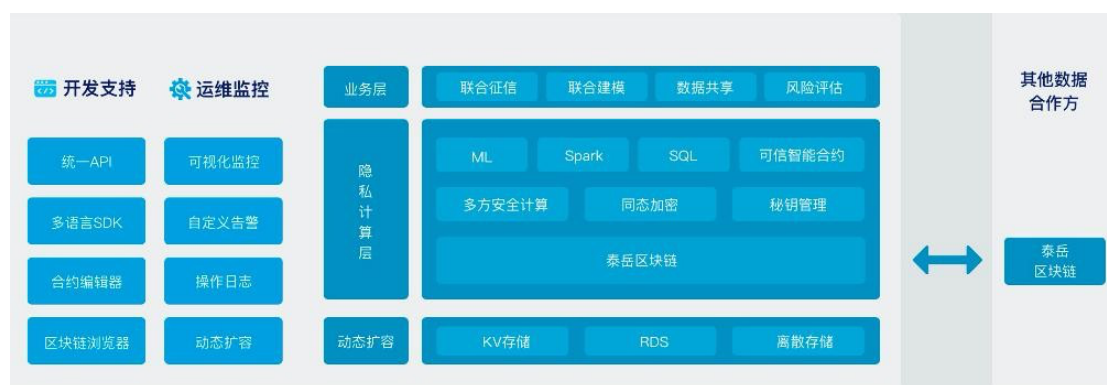 开发支持
运维监控
统一API
可视化监控
多语言SDK
自定义告警
合约编辑器
操作日志
区块链浏览器
动态扩容
业务层
联合征信
联合建模
数据共享
风险评估
隐私计算层
ML
Spark
SQL
可信智能合约
多方安全计算
同态加密
秘钥管理
泰岳区块链
动态扩容
KV存储
RDS
离散存储
其他数据
合作方
泰岳
区块链